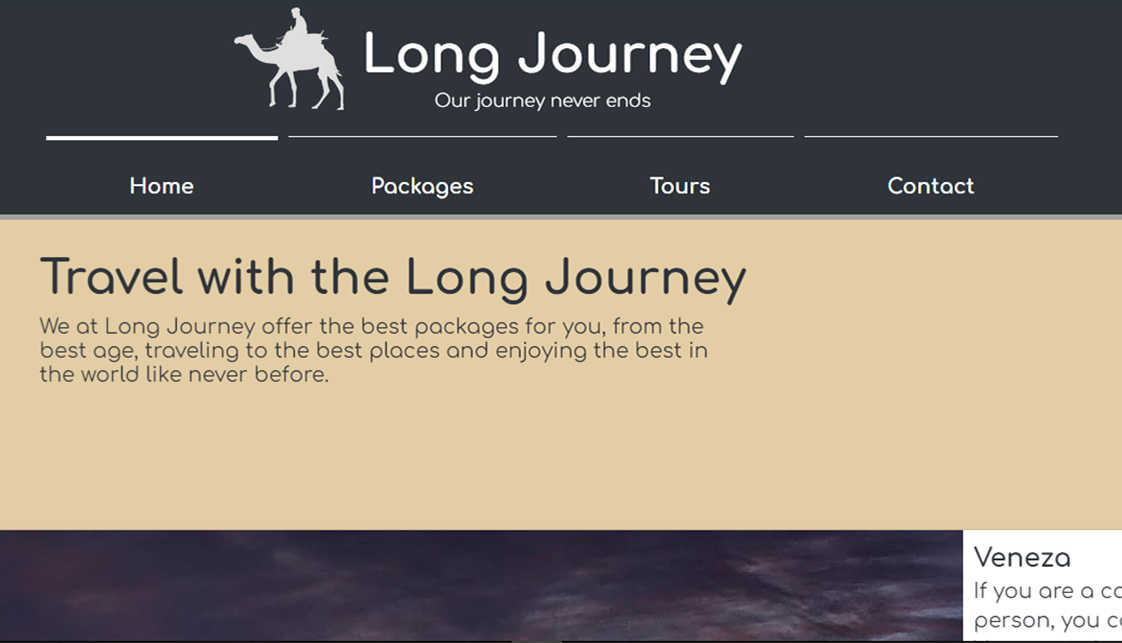 Long Journey
Our journey never ends
Home Packages Tours Contact
Travel with the Long Journey
We at Long Journey offer the best packages for you, from the
best age, traveling to the best places and enjoying the best in
the world like never before.
Veneza
If you are a
person, you